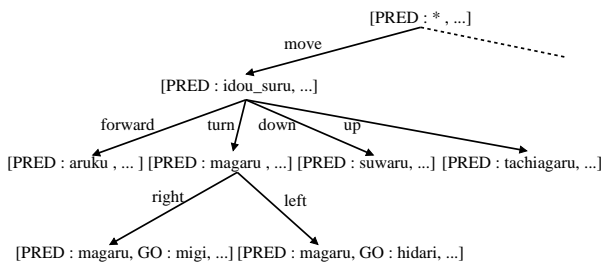 [PRED : * , ...]
move
[PRED : idou_suru, ...]
forward turn down up
[PRED : aruku , ... ] [PRED : magaru , ...] [PRED : suwaru, ...] [PRED : tachiagaru, ...]
right left
[PRED : magaru, GO : migi, ...] [PRED : magaru, GO : hidari, ...]